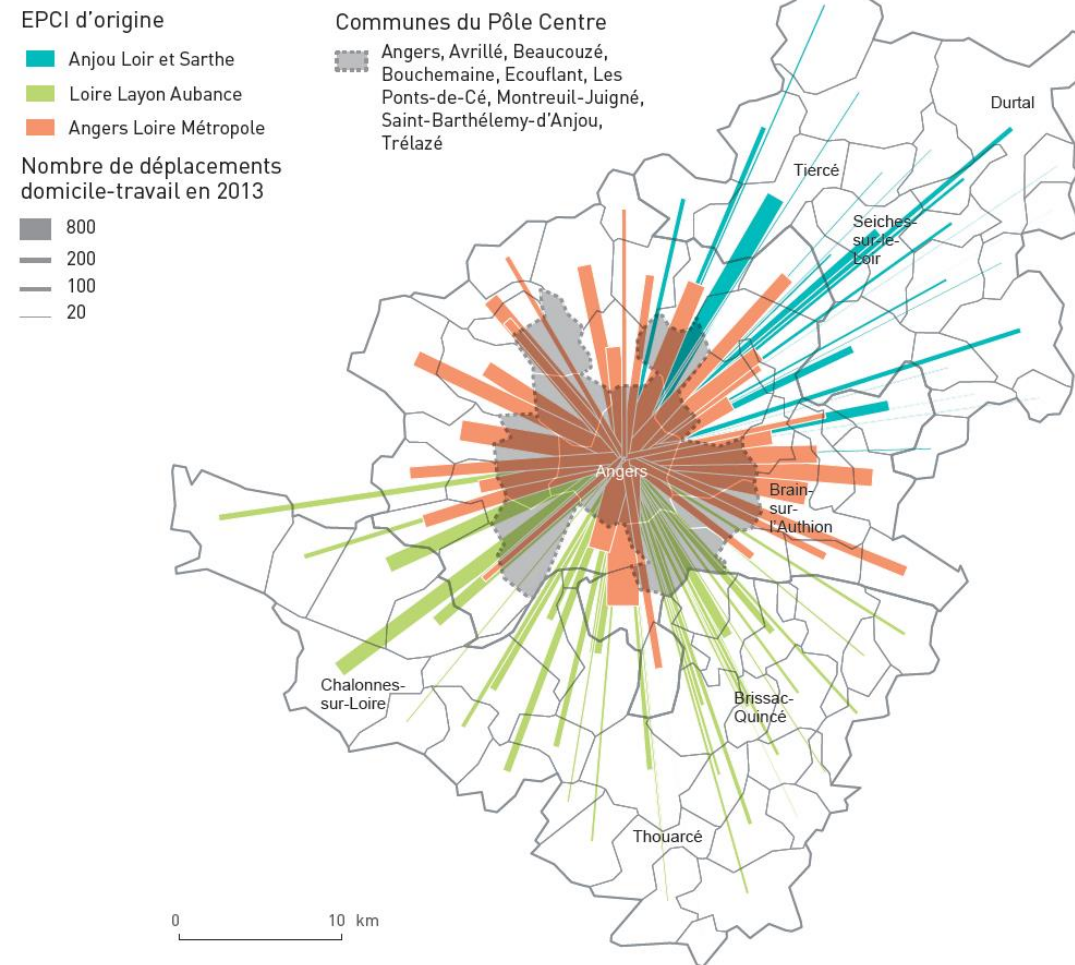 EPCI d'origine
Anjou Loir et Sarthe
Loire Layon Aubance
Angers Loire Métropole
Nombre de déplacements
domicile-travail en 2013
800
200
100
20
Communes du Pôle Centre
Angers, Avrillé, Beaucouzé,
Bouchemaine, Ecouflant, Les
Ponts-de-Cé, Montreuil-Juigné,
Saint-Barthélemy-d'Anjou,
Trélazé
Durtal
Tiercé
Seiches-
sur-le-
Loir
Angers
Brain-
sur-
l'Authion
Chalonnes-
sur-Loire
Brissac-
Quincé
Thouarcé
0 10 km